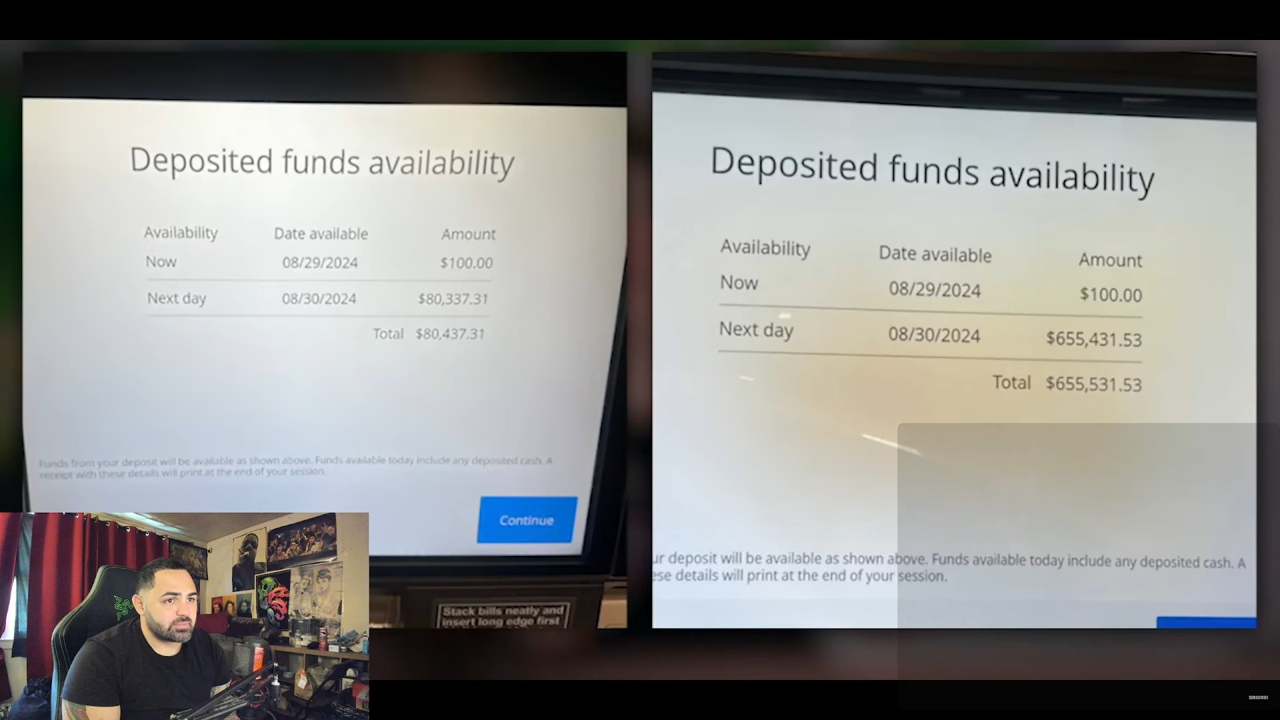 Deposited funds availability
Availability Date available Amount
Now 08/29/2024 $100.00
Next day 08/30/2024 $80,337.31
Total $80,437.31
Funds from your deposit will be available as shown above. Funds available today include any deposited cash. A
receipt with these details will print at the end of your session.
Continue
Stack bills neatly and
insert long edge first
Deposited funds availability
Availability Date available Amount
Now 08/29/2024 $100.00
Next day 08/30/2024 $655,431.53
Total $655,531.53
ur deposit will be available as shown above. Funds available today include any deposited cash. A
ese details will print at the end of your session.
SUBSCRIBE